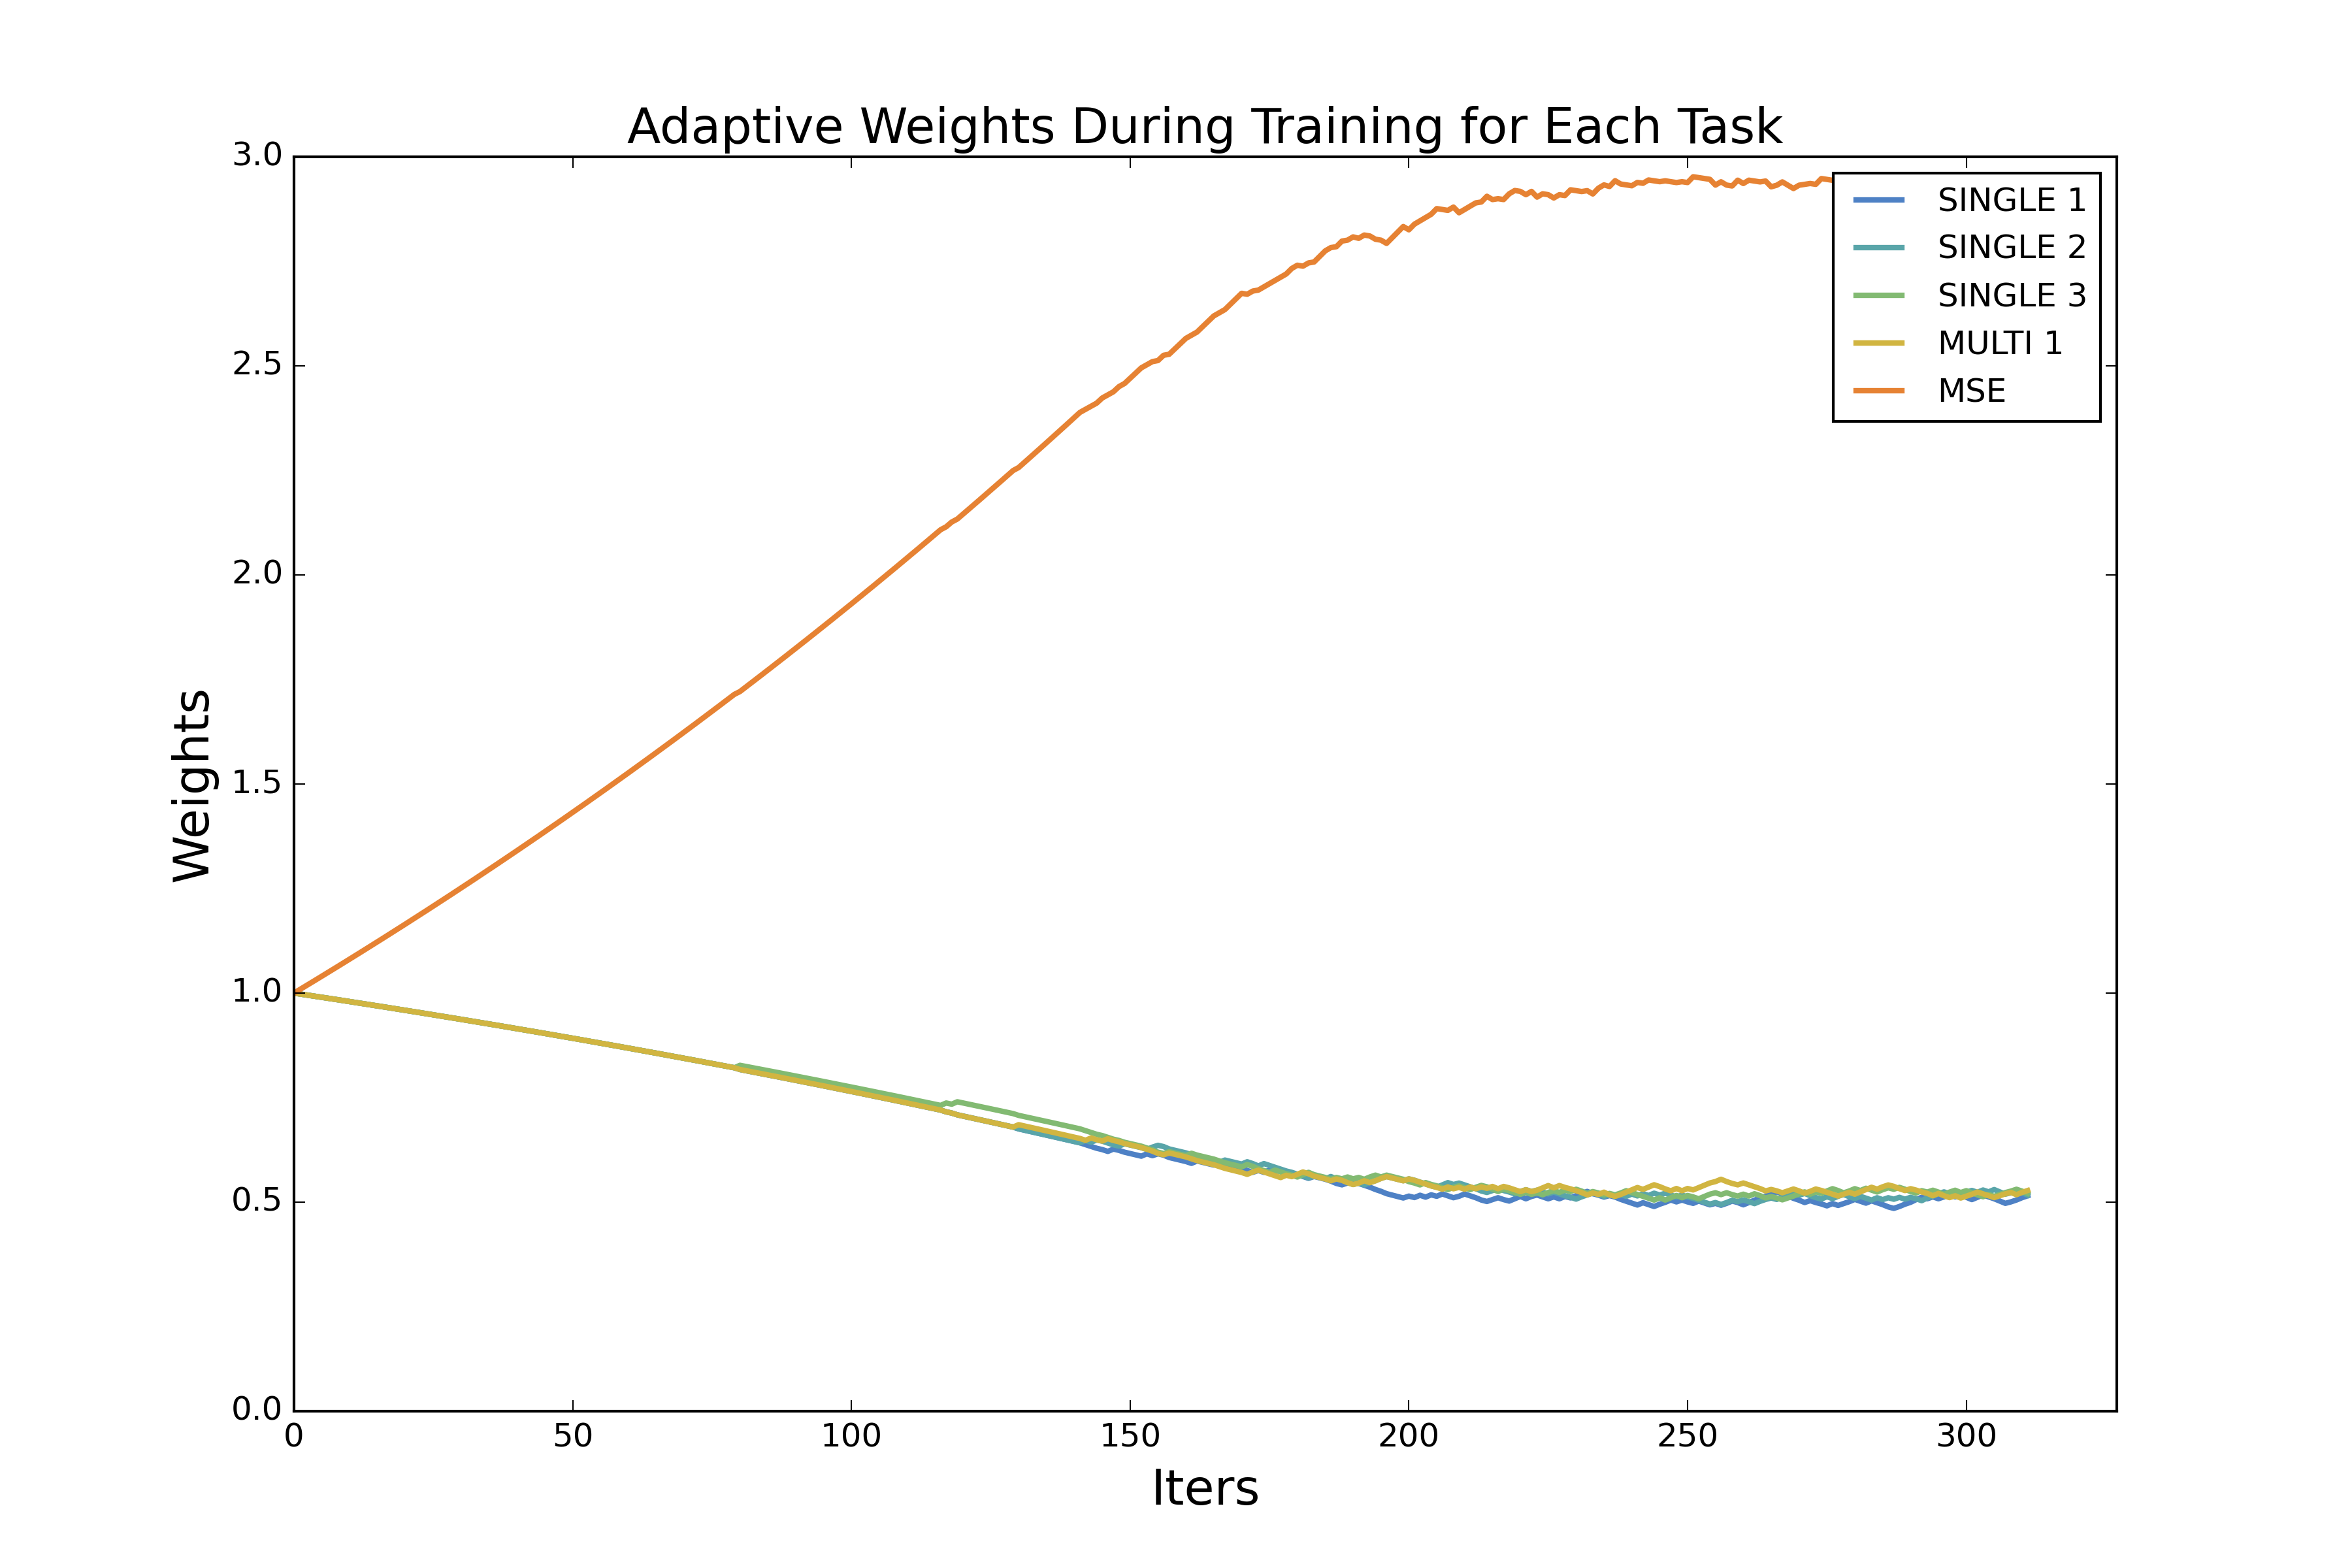 Adaptive Weights During Training for Each Task
3.0
2.5
2.0
1.5
1.0
0.5
0.0
Weights
SINGLE 1
SINGLE 2
SINGLE 3
MULTI 1
MSE
0 50 100 150 200 250 300
Iters